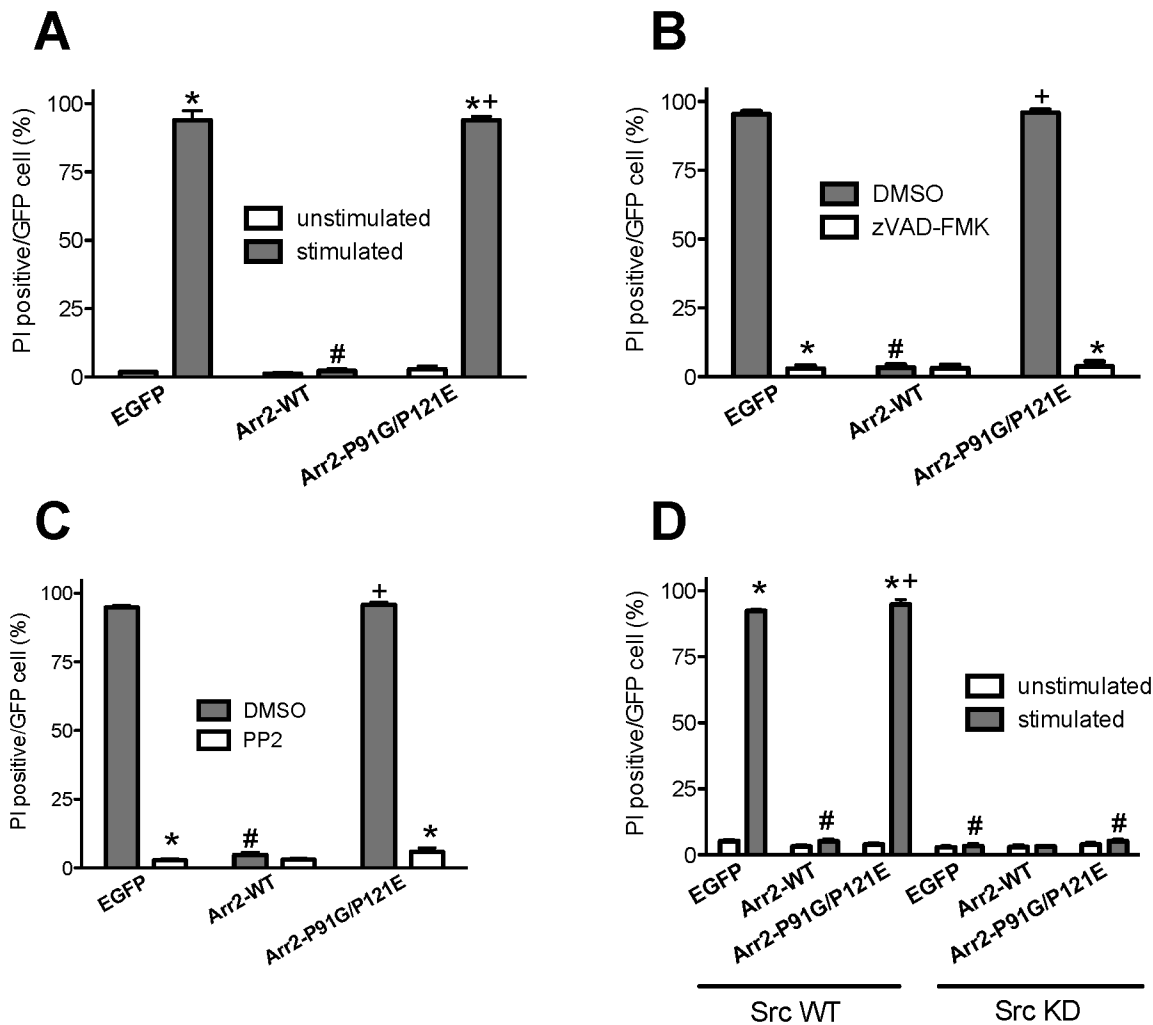 A
PI positive/GFP cell (%)
100
75
50
25
0
*
#
*+
unstimulated
stimulated
EGFP
Arr2-WT
Arr2-P91G/P121E
B
PI positive/GFP cell (%)
100
75
50
25
0
*
#
+
*
DMSO
zVAD-FMK
EGFP
Arr2-WT
Arr2-P91G/P121E
C
PI positive/GFP cell (%)
100
75
50
25
0
*
#
+
*
DMSO
PP2
EGFP
Arr2-WT
Arr2-P91G/P121E
D
PI positive/GFP cell (%)
100
75
50
25
0
*
#
*+
#
#
unstimulated
stimulated
EGFP
Arr2-WT
Arr2-P91G/P121E
EGFP
Arr2-WT
Arr2-P91G/P121E
Src WT
Src KD